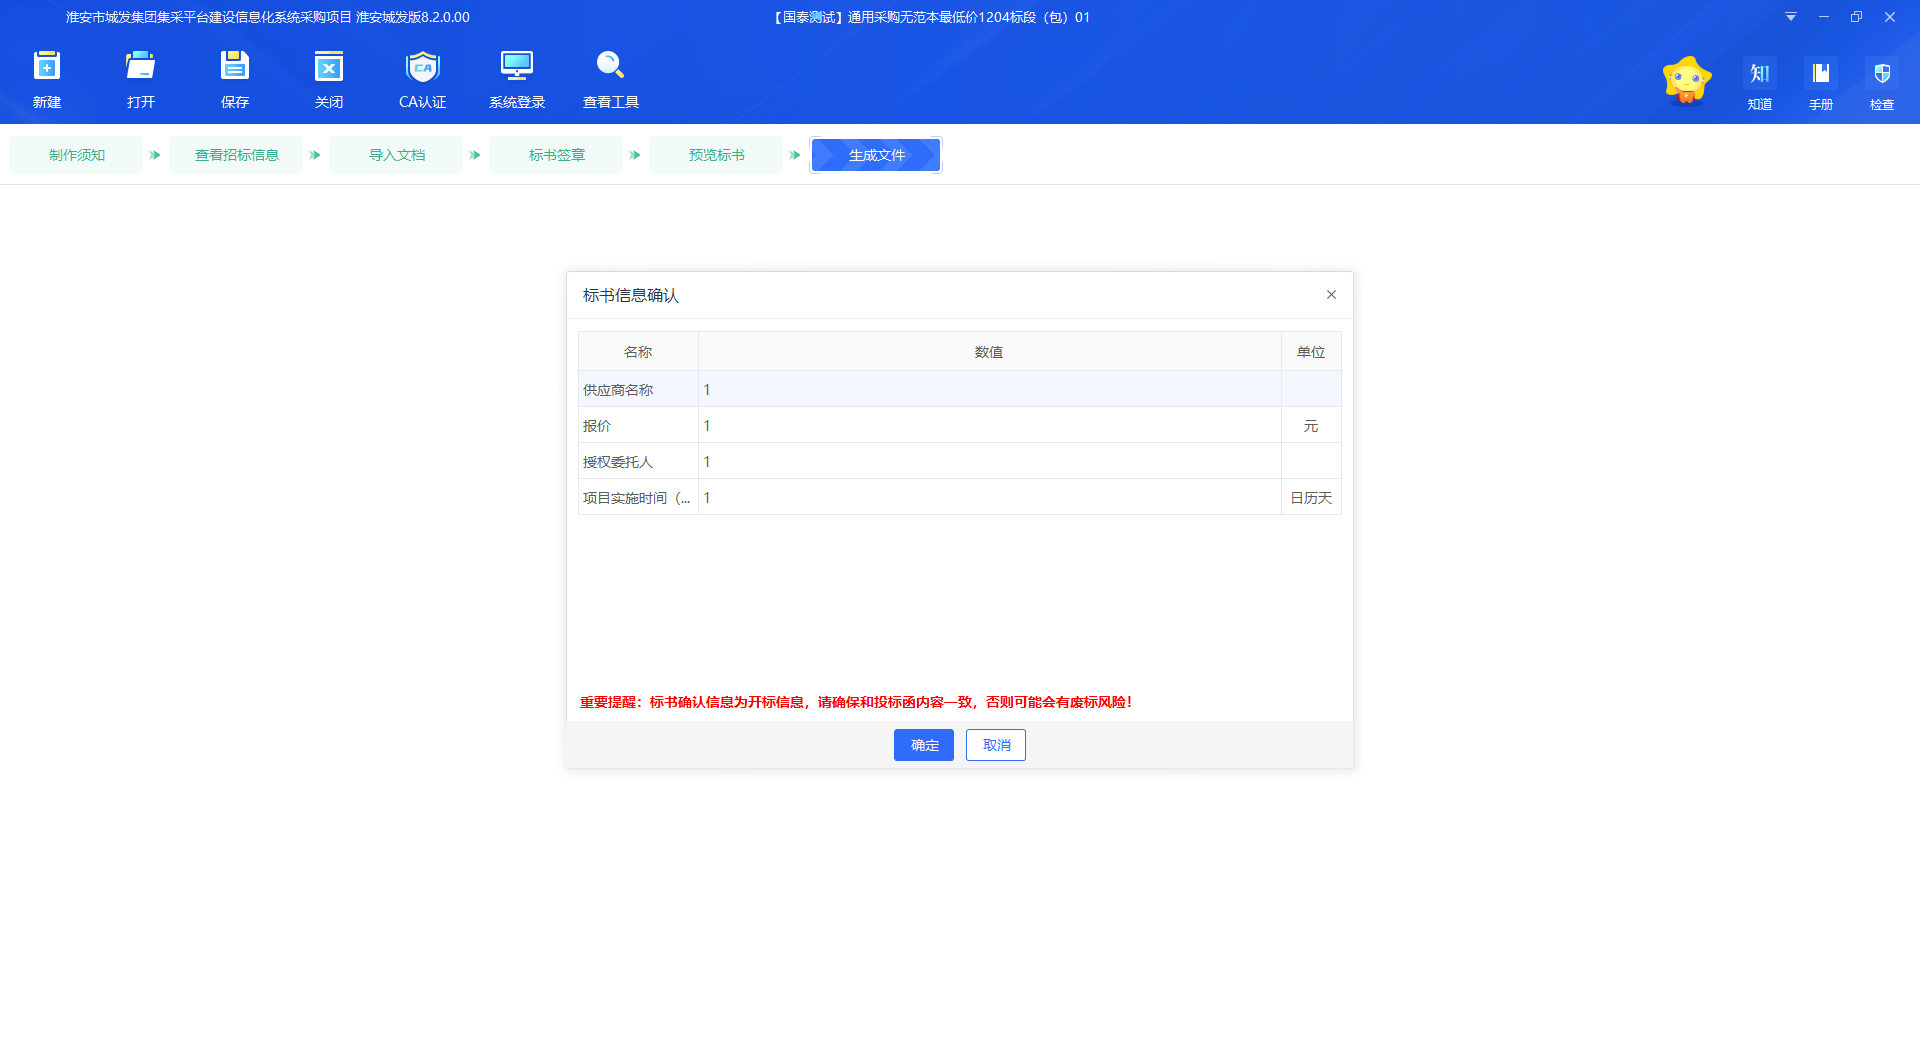 淮安市城发集团集采平台建设信息化系统采购项目 淮安城发版8.2.0.00
【国泰测试】通用采购无范本最低价1204标段（包）01
新建
打开
保存
关闭
CA
CA认证
系统登录
查看工具
知
知道
手册
检查
制作须知
查看招标信息
导入文档
标书签章
预览标书
生成文件
标书信息确认
名称 数值 单位
供应商名称 1
报价 1 元
授权委托人 1
项目实施时间（... 1 日历天
重要提醒：标书确认信息为开标信息，请确保和投标函内容一致，否则可能会有废标风险！
确定
取消